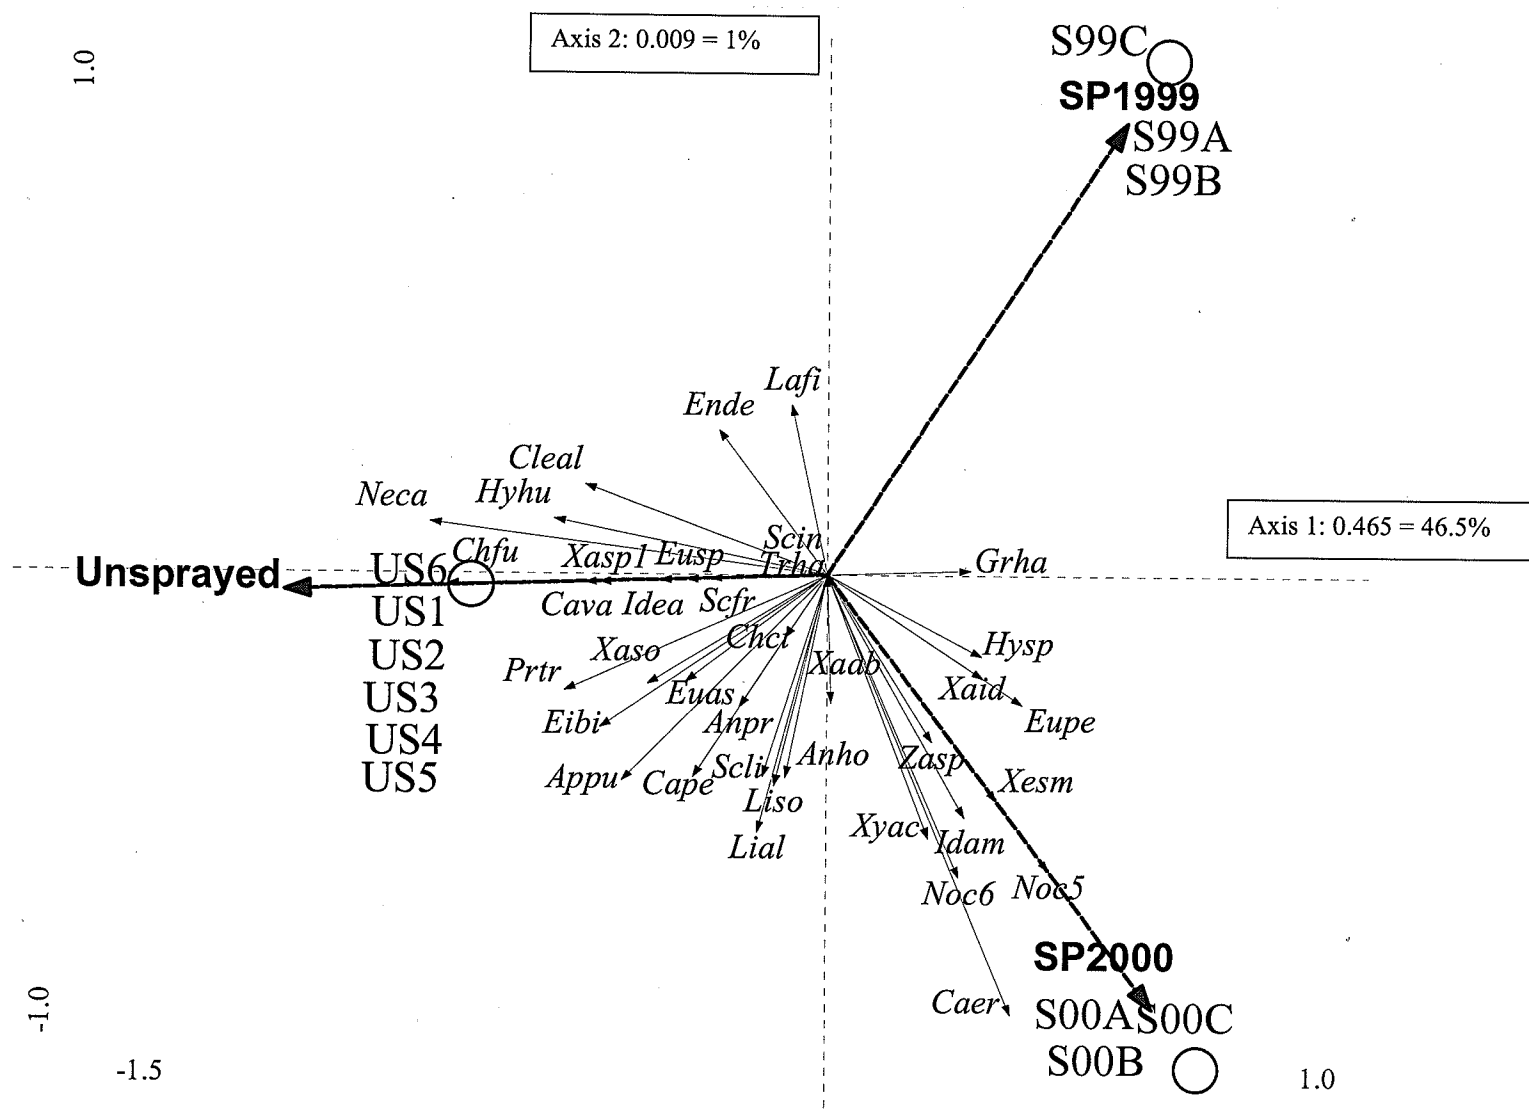 Axis 2: 0.009 = 1%
1.0
S99C
SP1999
S99A
S99B
Lafi
Ende
Cleal
Neca
Hyhu
Axis 1: 0.465 = 46.5%
Scin
Chfu
Xasp1
Eusp
Trha
Grha
Unsprayed
US6
US1
US2
US3
US4
US5
Cava
Idea
Scfr
Chct
Xaso
Prtr
Xaab
Hysp
Xaid
Eupe
Euas
Eibi
Anpr
Anho
Zasp
Appu
Cape
Scli
Liso
Xesm
Lial
Xyac
Idam
Noc6
Noc5
SP2000
Caer
S00A
S00C
S00B
-1.0
-1.5
1.0